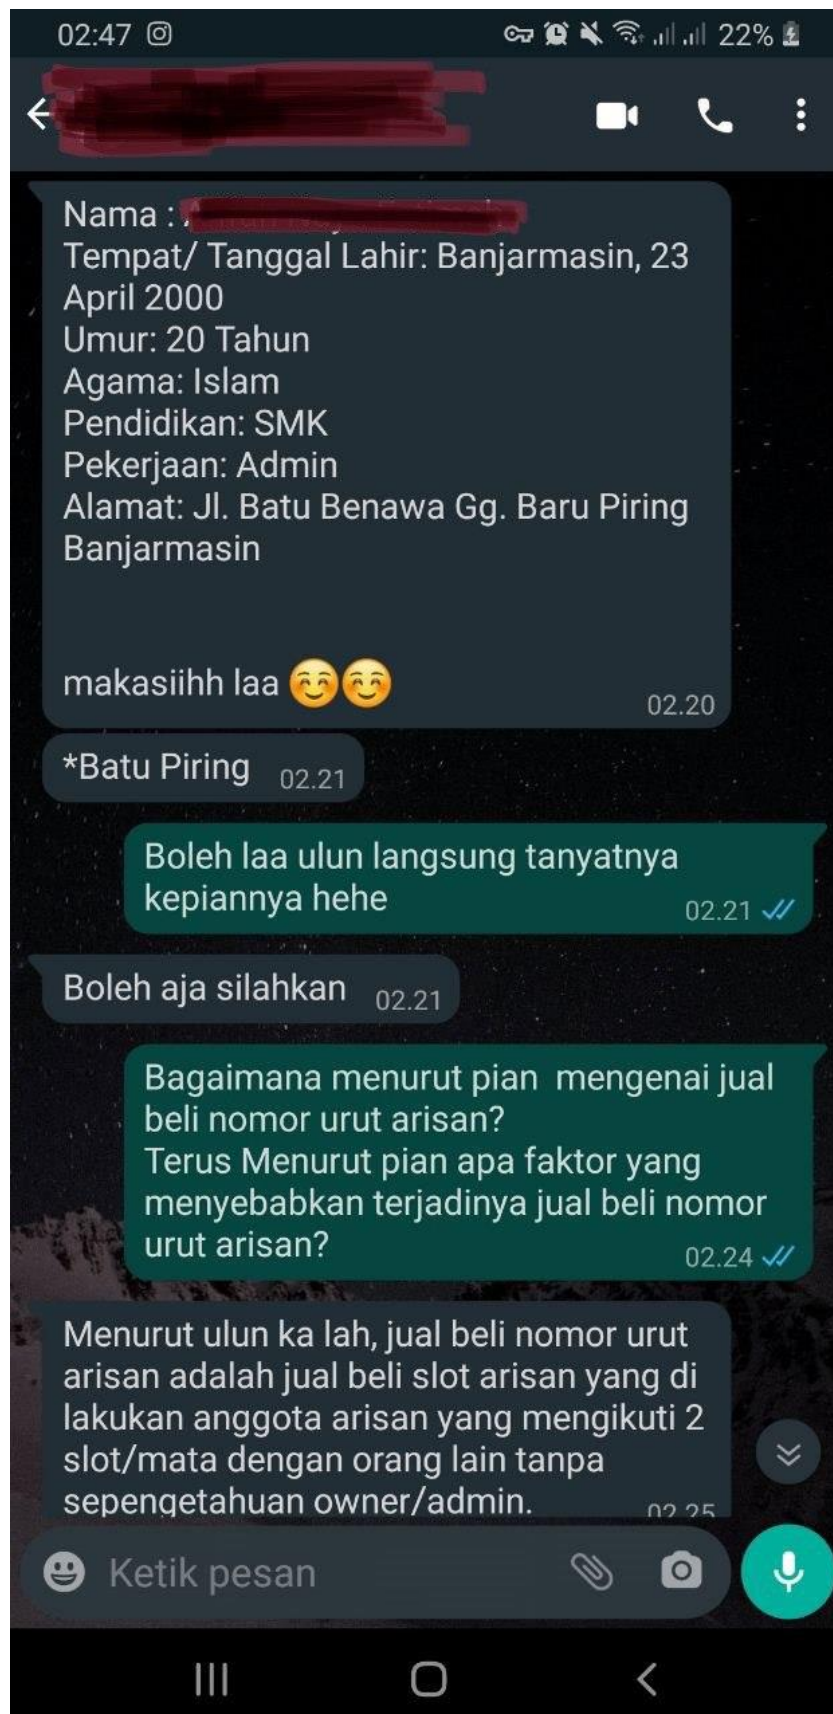 02:47
22%
Nama :
Tempat/ Tanggal Lahir: Banjarmasin, 23
April 2000
Umur: 20 Tahun
Agama: Islam
Pendidikan: SMK
Pekerjaan: Admin
Alamat: Jl. Batu Benawa Gg. Baru Piring
Banjarmasin
makasiihh laa ☺️☺️
02.20
*Batu Piring 02.21
Boleh laa ulun langsung tanyatnya
kepiannya hehe
02.21
Boleh aja silahkan 02.21
Bagaimana menurut pian mengenai jual
beli nomor urut arisan?
Terus Menurut pian apa faktor yang
menyebabkan terjadinya jual beli nomor
urut arisan?
02.24
Menurut ulun ka lah, jual beli nomor urut
arisan adalah jual beli slot arisan yang di
lakukan anggota arisan yang mengikuti 2
slot/mata dengan orang lain tanpa
sepengetahuan owner/admin.
02.25
Ketik pesan